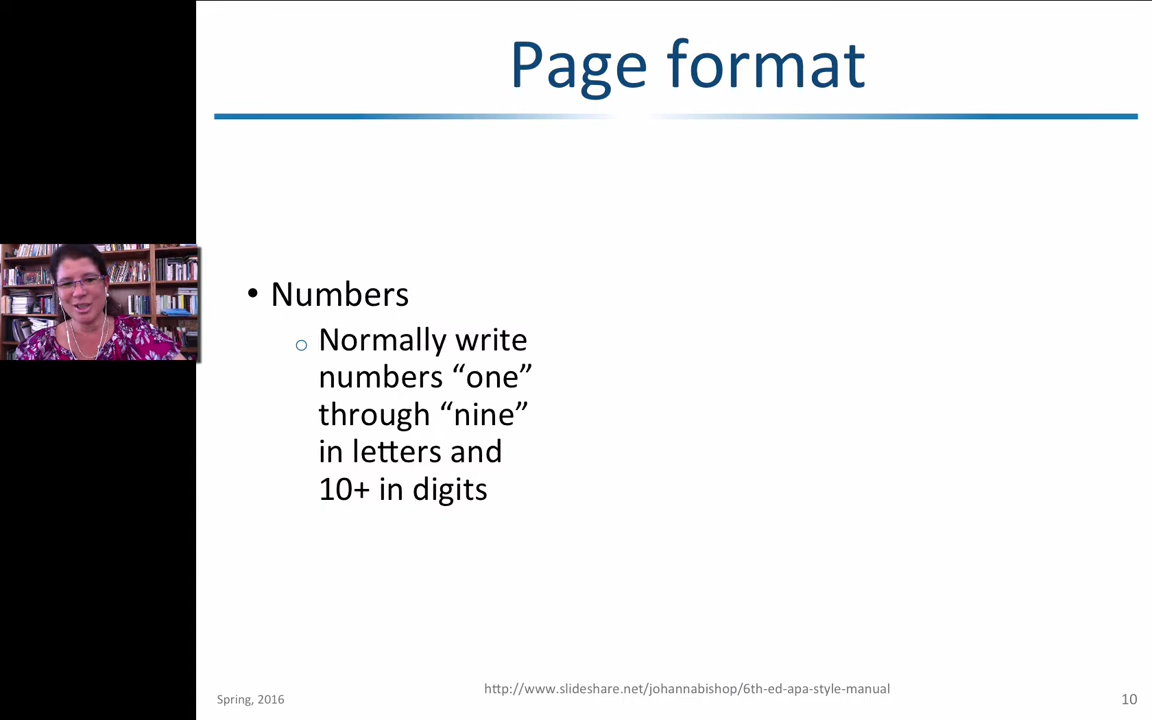 Page format
• Numbers
○ Normally write
numbers “one”
through “nine”
in letters and
10+ in digits
Spring, 2016
http://www.slideshare.net/johannabishop/6th-ed-apa-style-manual
10